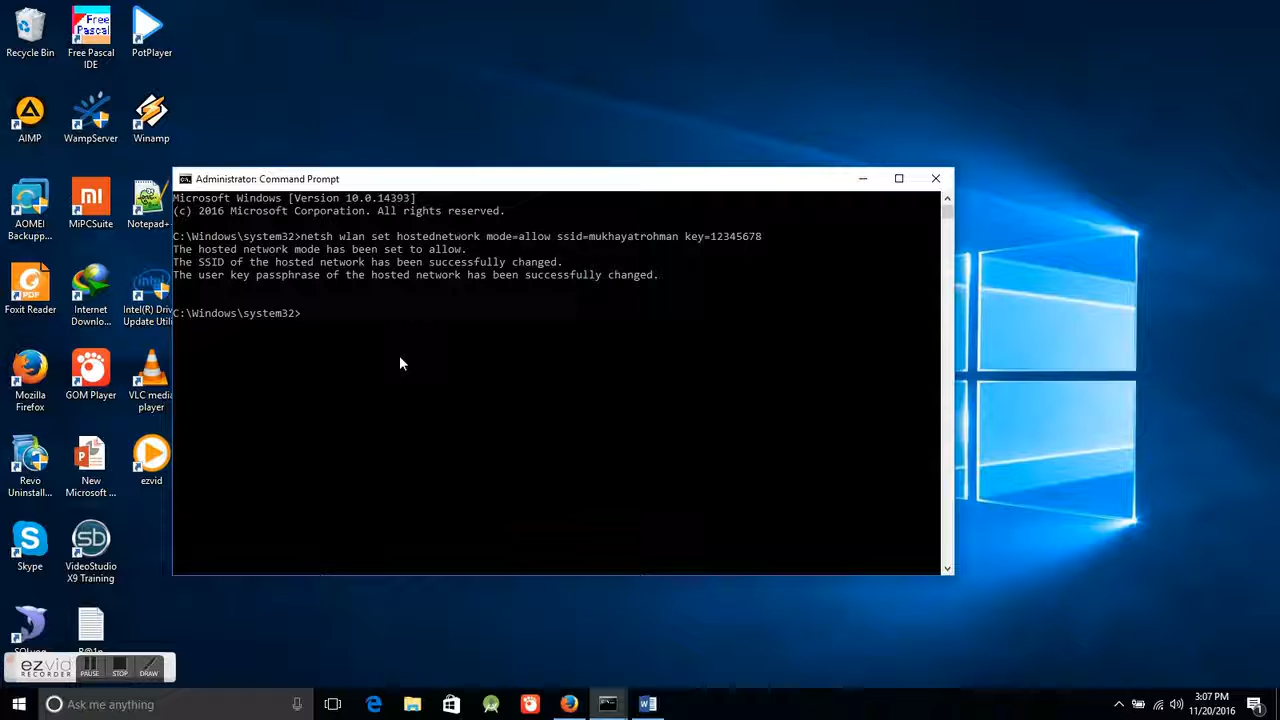 Recycle Bin
Free Pascal IDE
PotPlayer
AIMP
WampServer
Winamp
AOMEI Backupp...
MiPCSuite
Notepad+
Foxit Reader
Internet Downlo...
Intel(R) Driv
Update Utili
Mozilla Firefox
GOM Player
VLC media player
Revo Uninstall...
New Microsoft ...
ezvid
Skype
VideoStudio X9 Training
Administrator: Command Prompt
Microsoft Windows [Version 10.0.14393]
(c) 2016 Microsoft Corporation. All rights reserved.
C:\Windows\system32>netsh wlan set hostednetwork mode=allow ssid=mukhayatrohman key=12345678
The hosted network mode has been set to allow.
The SSID of the hosted network has been successfully changed.
The user key passphrase of the hosted network has been successfully changed.
C:\Windows\system32>
ezvid
RECORDER
PAUSE
STOP
DRAW
Ask me anything
3:07 PM
11/20/2016